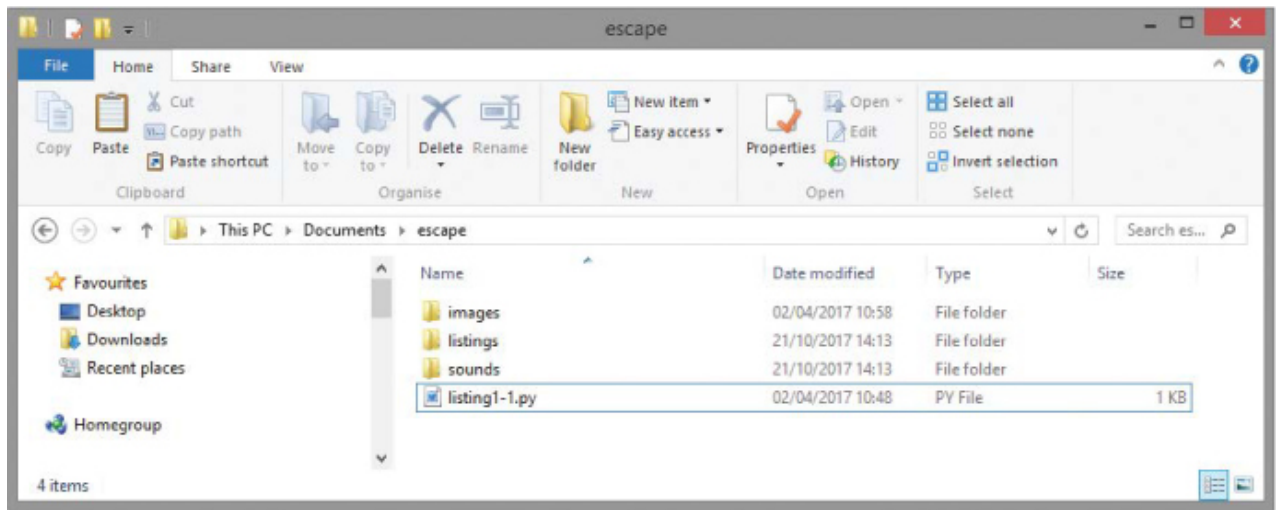 escape
File Home Share View
Copy Paste Cut Copy path Paste shortcut Move to Copy to Delete Rename New folder New item Easy access Properties Open Edit History Select all Select none Invert selection
Clipboard Organise New Open Select
This PC Documents escape Search es...
Name Date modified Type Size
Favourites
Desktop
Downloads
Recent places
Homegroup
images 02/04/2017 10:58 File folder
listings 21/10/2017 14:13 File folder
sounds 21/10/2017 14:13 File folder
listing1-1.py 02/04/2017 10:48 PY File 1 KB
4 items